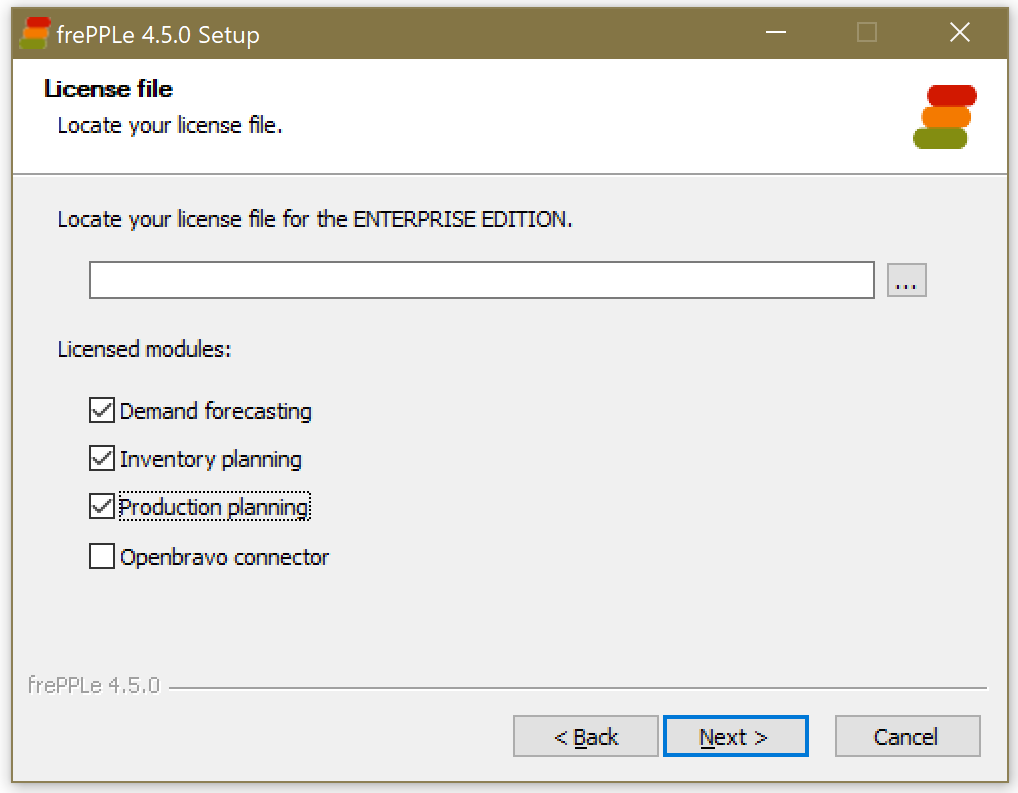 frePPLe 4.5.0 Setup
License file
Locate your license file.
Locate your license file for the ENTERPRISE EDITION.
...
Licensed modules:
Demand forecasting
Inventory planning
Production planning
Openbravo connector
frePPLe 4.5.0
< Back
Next >
Cancel